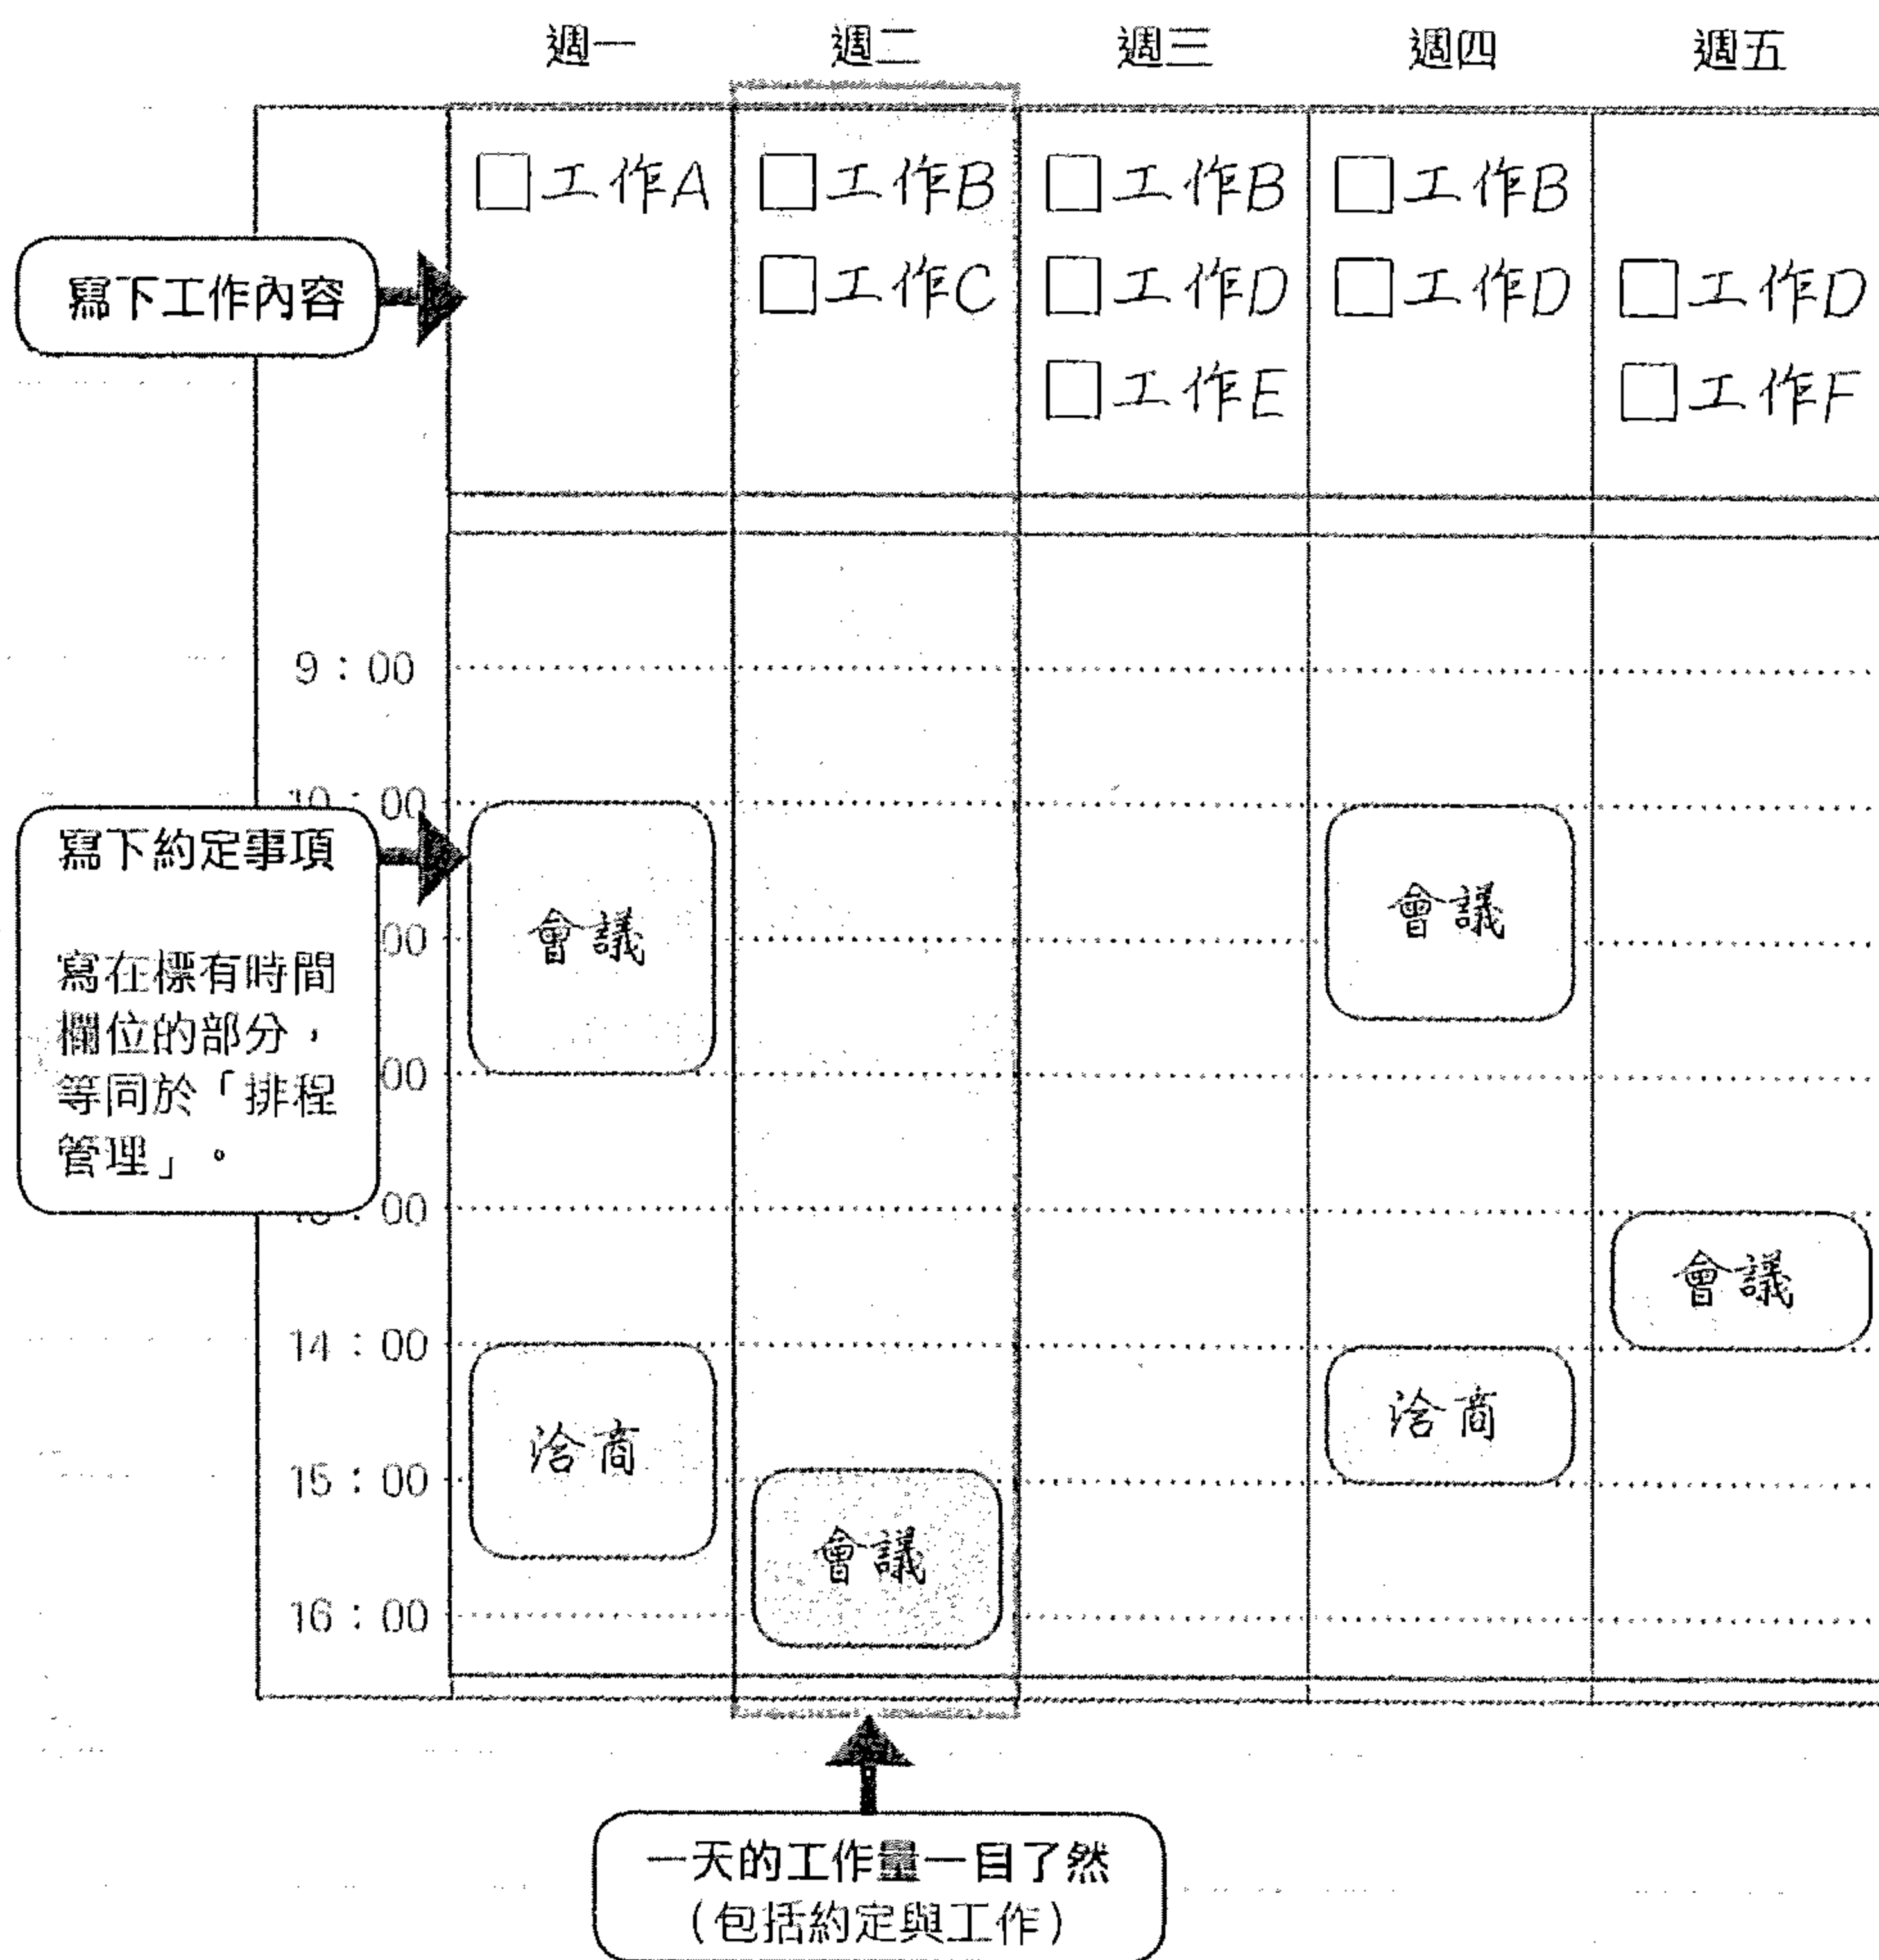 週一 週二 週三 週四 週五
□工作A □工作B □工作B □工作B
寫下工作內容 □工作C □工作D □工作D □工作D
□工作E □工作F
9：00
10：00
寫下約定事項
會議 會議
00
寫在標有時間
欄位的部分，
等同於「排程
管理」。
00
00
會議
14：00
洽商 洽商
15：00
會議
16：00
一天的工作量一目了然
（包括約定與工作）